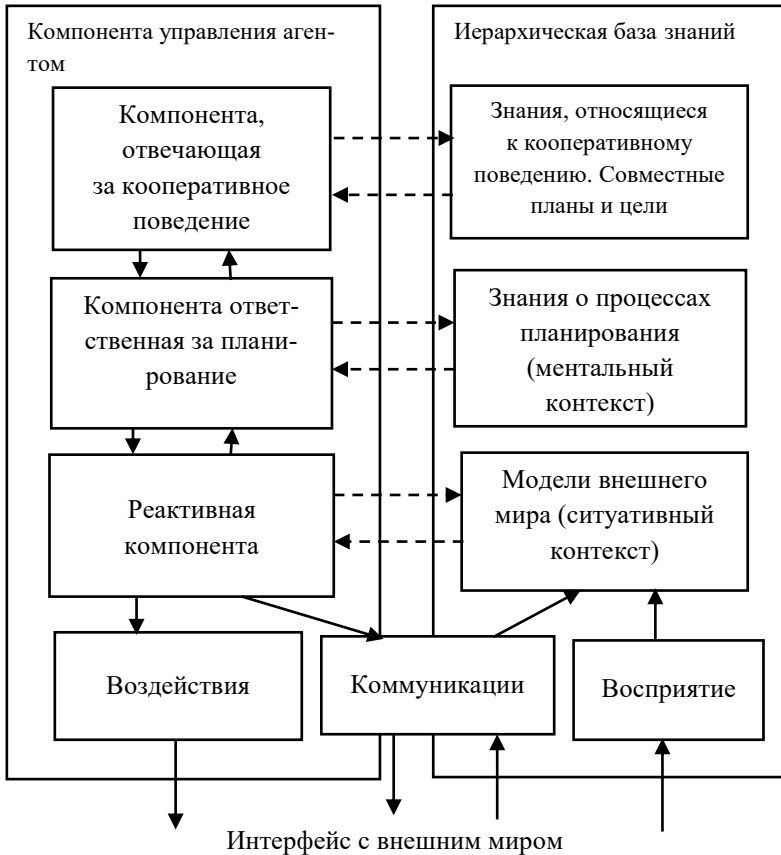 Компонента управления аген-
том
Иерархическая база знаний
Компонента,
отвечающая
за кооперативное
поведение
Знания, относящиеся
к кооперативному
поведению. Совместные
планы и цели
Компонента ответ-
ственная за плани-
рование
Знания о процессах
планирования
(ментальный
контекст)
Реактивная
компонента
Модели внешнего
мира (ситуативный
контекст)
Воздействия
Коммуникации
Восприятие
Интерфейс с внешним миром